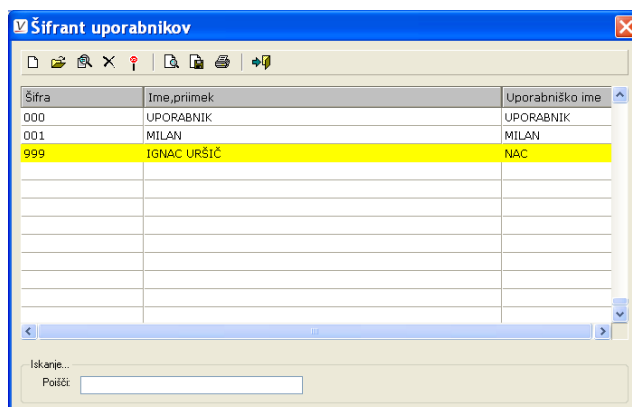 Šifrant uporabnikov
Šifra Ime,priimek Uporabniško ime
000 UPORABNIK UPORABNIK
001 MILAN MILAN
999 IGNAC URŠIČ NAC
Iskanje...
Poišči: